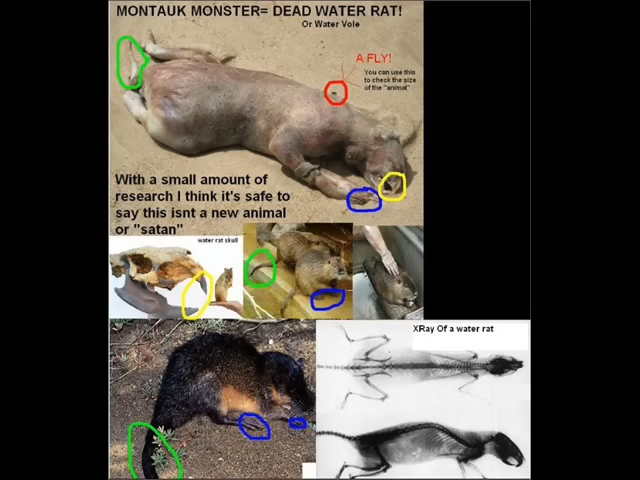 MONTAUK MONSTER= DEAD WATER RAT!
Or Water Vole
A FLY!
You can use this
to check the size
of the "animal"
With a small amount of
research I think it's safe to
say this isnt a new animal
or "satan"
water rat skull
XRay Of a water rat